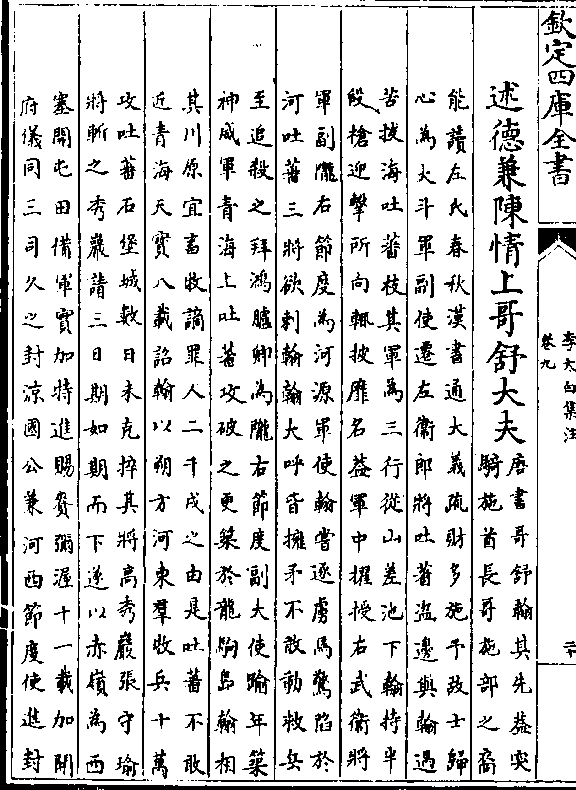 欽定四庫全書
李太白集注
卷九
述德兼陳情上哥舒大夫
唐書哥舒翰其先蓋突
騎施酋長哥施部之裔
能讀左氏春秋漢書通大義疏財多施予故士歸
心為大斗軍副使遷左衛郎將吐蕃盜邊與翰遇
苦拔海吐蕃枝其軍為三行從山差池下翰持半
段槍迎擊所向輒披靡名蓋軍中擢授右武衛將
軍副隴右節度為河源軍使翰嘗逐虜馬驚陷於
河吐蕃三將欲刺翰翰大呼皆擁矛不敢動救兵
至追殺之拜鴻臚卿為隴右節度副大使踰年築
神威軍青海上吐蕃攻破之更築於龍駒島翰相
其川原宜畜牧謫罪人二千戍之由是吐蕃不敢
近青海天寶八載詔翰以朔方河東羣牧兵十萬
攻吐蕃石堡城數日未克捽其將高秀巖張守瑜
將斬之秀巖請三日期如期而下遂以赤嶺為西
塞開屯田備軍實加特進賜賚彌渥十一載加開
府儀同三司久之封涼國公兼河西節度使進封